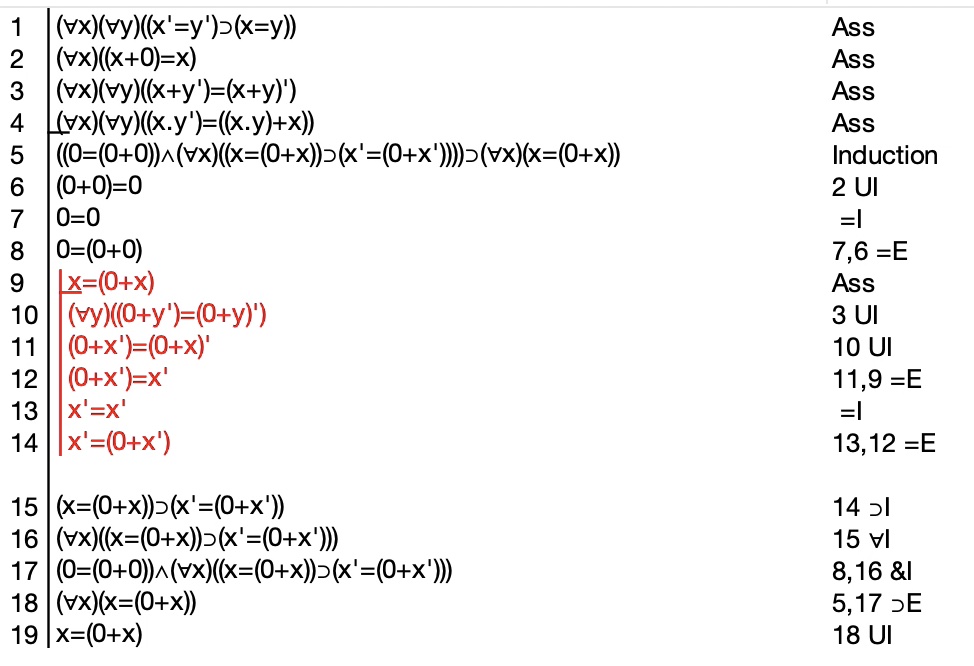 1 (∀x)(∀y)((x'=y')⊃(x=y)) Ass
2 (∀x)((x+0)=x) Ass
3 (∀x)(∀y)((x+y')=(x+y)') Ass
4 (∀x)(∀y)((x.y')=((x.y)+x)) Ass
5 ((0=(0+0))∧(∀x)((x=(0+x))⊃(x'=(0+x'))))⊃(∀x)(x=(0+x)) Induction
6 (0+0)=0 2 UI
7 0=0 =I
8 0=(0+0) 7,6 =E
9 x=(0+x) Ass
10 (∀y)((0+y')=(0+y)') 3 UI
11 (0+x')=(0+x)' 10 UI
12 (0+x')=x' 11,9 =E
13 x'=x' =I
14 x'=(0+x') 13,12 =E
15 (x=(0+x))⊃(x'=(0+x')) 14 ⊃I
16 (∀x)((x=(0+x))⊃(x'=(0+x'))) 15 ∀I
17 (0=(0+0))∧(∀x)((x=(0+x))⊃(x'=(0+x'))) 8,16 &I
18 (∀x)(x=(0+x)) 5,17 ⊃E
19 x=(0+x) 18 UI